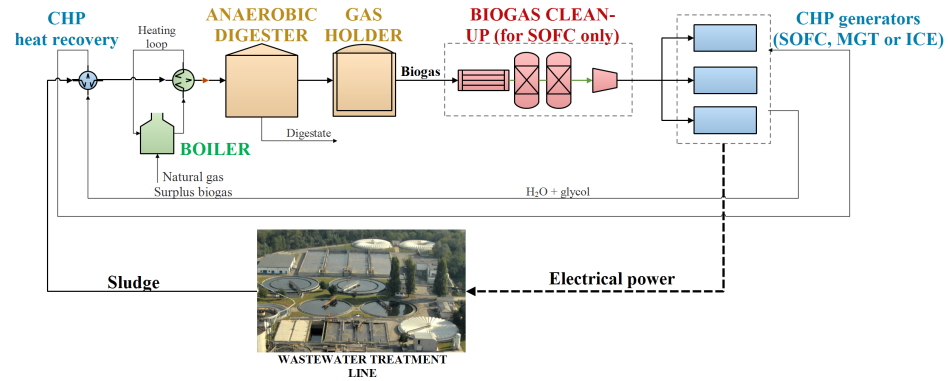 CHP
heat recovery
Heating
loop
ANAEROBIC
DIGESTER
GAS
HOLDER
BIOGAS CLEAN-
UP (for SOFC only)
CHP generators
(SOFC, MGT or ICE)
Biogas
Digestate
BOILER
Natural gas
Surplus biogas
H₂O + glycol
Sludge
Electrical power
WASTEWATER TREATMENT
LINE